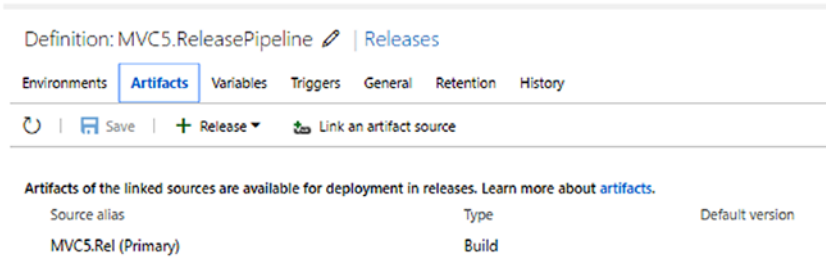 Definition: MVC5.ReleasePipeline | Releases
Environments Artifacts Variables Triggers General Retention History
Save | + Release Link an artifact source
Artifacts of the linked sources are available for deployment in releases. Learn more about artifacts.
Source alias Type Default version
MVC5.Rel (Primary) Build